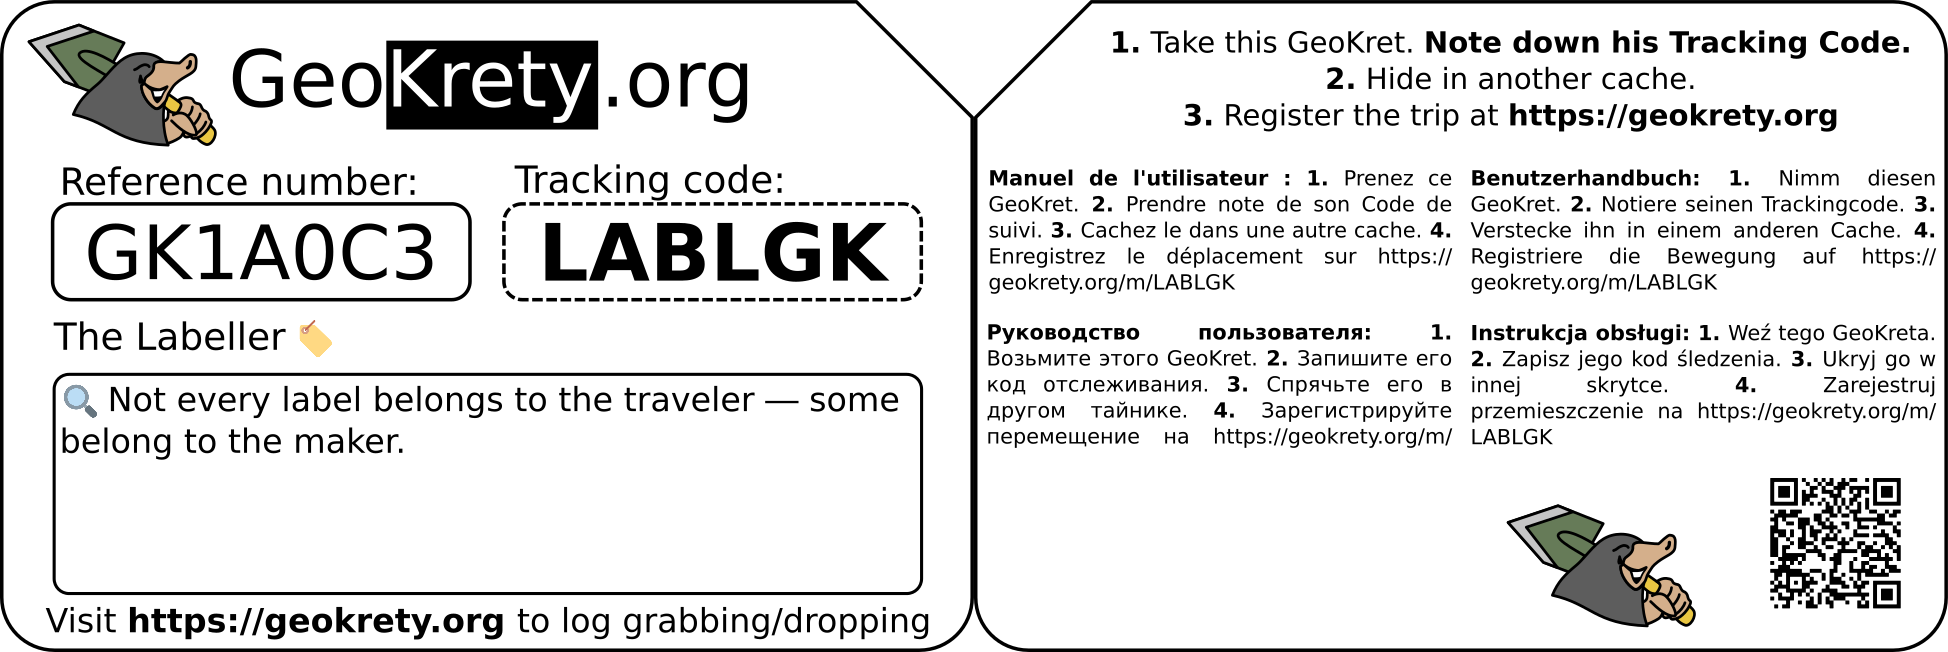 GeoKrety.org
Reference number:
GK1A0C3
Tracking code:
LABLGK
The Labeller 🏷️
🔍 Not every label belongs to the traveler — some
belong to the maker.
Visit https://geokrety.org to log grabbing/dropping
1. Take this GeoKret. Note down his Tracking Code.
2. Hide in another cache.
3. Register the trip at https://geokrety.org
Manuel de l'utilisateur : 1. Prenez ce
GeoKret. 2. Prendre note de son Code de
suivi. 3. Cachez le dans une autre cache. 4.
Enregistrez le déplacement sur https://
geokrety.org/m/LABLGK
Benutzerhandbuch: 1. Nimm diesen
GeoKret. 2. Notiere seinen Trackingcode. 3.
Verstecke ihn in einem anderen Cache. 4.
Registriere die Bewegung auf https://
geokrety.org/m/LABLGK
Руководство пользователя: 1.
Возьмите этого GeoKret. 2. Запишите его
код отслеживания. 3. Спрячьте его в
другом тайнике. 4. Зарегистрируйте
перемещение на https://geokrety.org/m/
Instrukcja obsługi: 1. Weź tego GeoKreta.
2. Zapisz jego kod śledzenia. 3. Ukryj go w
innej skrytce. 4. Zarejestruj
przemieszczenie na https://geokrety.org/m/
LABLGK